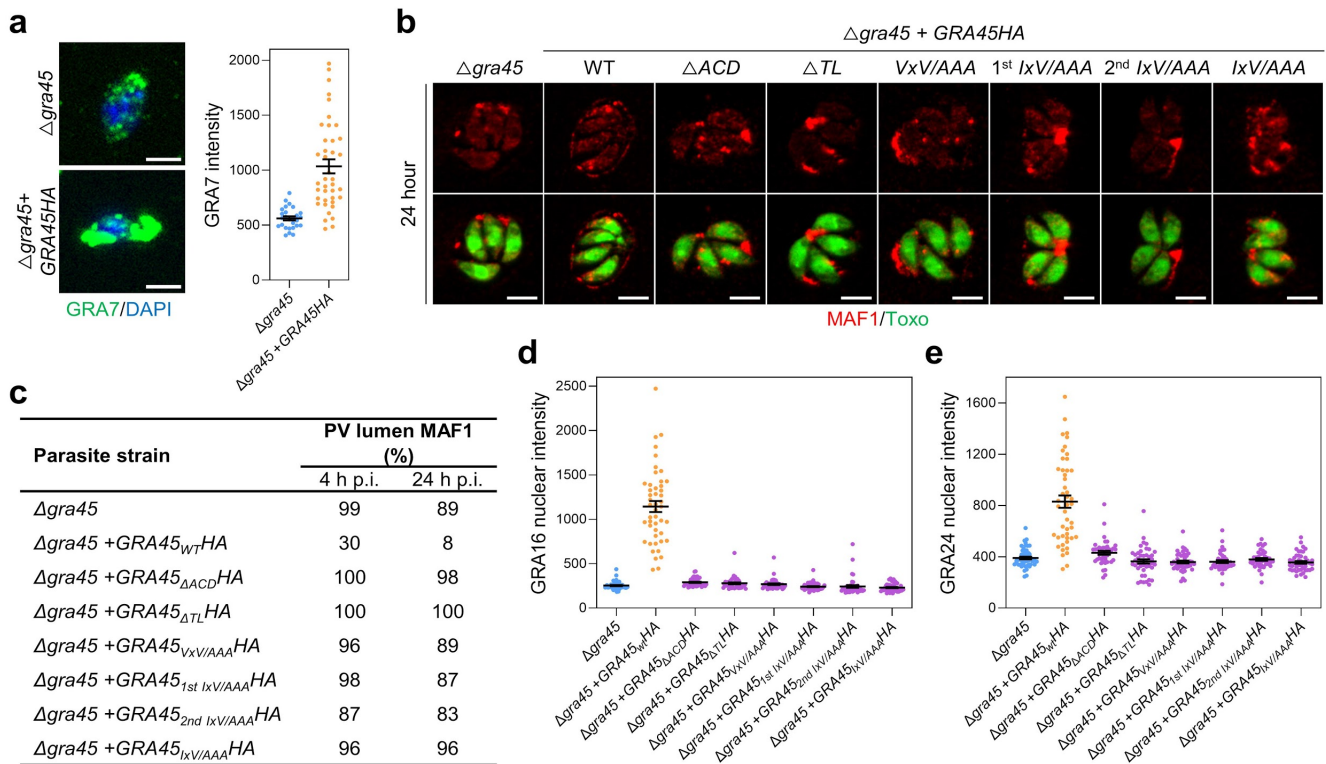 a
△gra45
△gra45+
GRA45HA
GRA7/DAPI
GRA7 intensity
2000
1500
1000
500
0
Δgra45
Δgra45 +GRA45HA
b
△gra45 + GRA45HA
△gra45
WT
△ACD
△TL
VxV/AAA
1st IxV/AAA
2nd IxV/AAA
IxV/AAA
24 hour
MAF1/Toxo
c
Parasite strain
PV lumen MAF1
(%)
4 h p.i.
24 h p.i.
Δgra45 99 89
Δgra45 +GRA45WTHA 30 8
Δgra45 +GRA45ΔACDHA 100 98
Δgra45 +GRA45ΔTLHA 100 100
Δgra45 +GRA45VxV/AAAHA 96 89
Δgra45 +GRA451st IxV/AAAHA 98 87
Δgra45 +GRA452nd IxV/AAAHA 87 83
Δgra45 +GRA45IxV/AAAHA 96 96
d
GRA16 nuclear intensity
2500
2000
1500
1000
500
0
Δgra45
Δgra45 +GRA45WTHA
Δgra45 +GRA45ΔACDHA
Δgra45 +GRA45ΔTLHA
Δgra45 +GRA45VxV/AAAHA
Δgra45 +GRA451st IxV/AAAHA
Δgra45 +GRA452nd IxV/AAAHA
Δgra45 +GRA45IxV/AAAHA
e
GRA24 nuclear intensity
1600
1200
800
400
0
Δgra45
Δgra45 +GRA45WTHA
Δgra45 +GRA45ΔACDHA
Δgra45 +GRA45ΔTLHA
Δgra45 +GRA45VxV/AAAHA
Δgra45 +GRA451st IxV/AAAHA
Δgra45 +GRA452nd IxV/AAAHA
Δgra45 +GRA45IxV/AAAHA